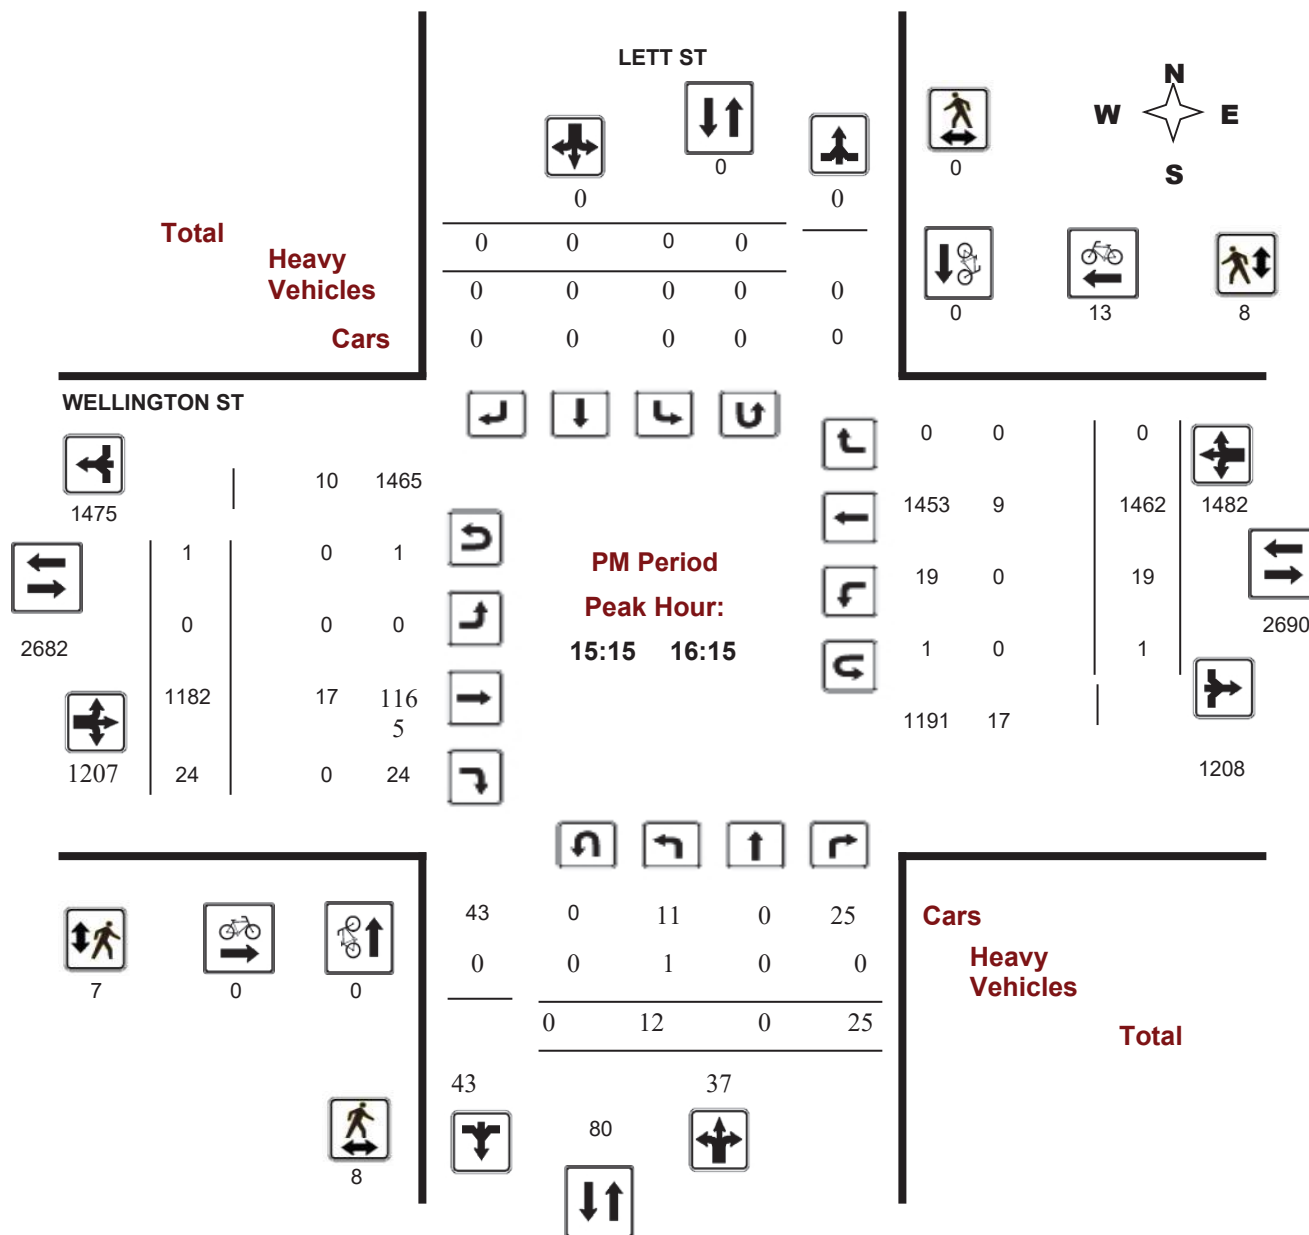 LETT ST
N
W E
S
0
0
0
0 0
Total
0 0 0 0
Heavy
Vehicles
0 0 0 0 0
0 13 8
Cars
0 0 0 0 0
WELLINGTON ST
0 0 0
10 1465
1475
1453 9 1462 1482
1 0 1
PM Period
19 0 19
Peak Hour:
0 0 0
2682
2690
15:15 16:15
1 0 1
1182 17 116
5
1191 17
1207 24 0 24
1208
43 0 11 0 25
Cars
0 0 1 0 0
Heavy
Vehicles
7 0 0
0 12 0 25
Total
43 37
80
8